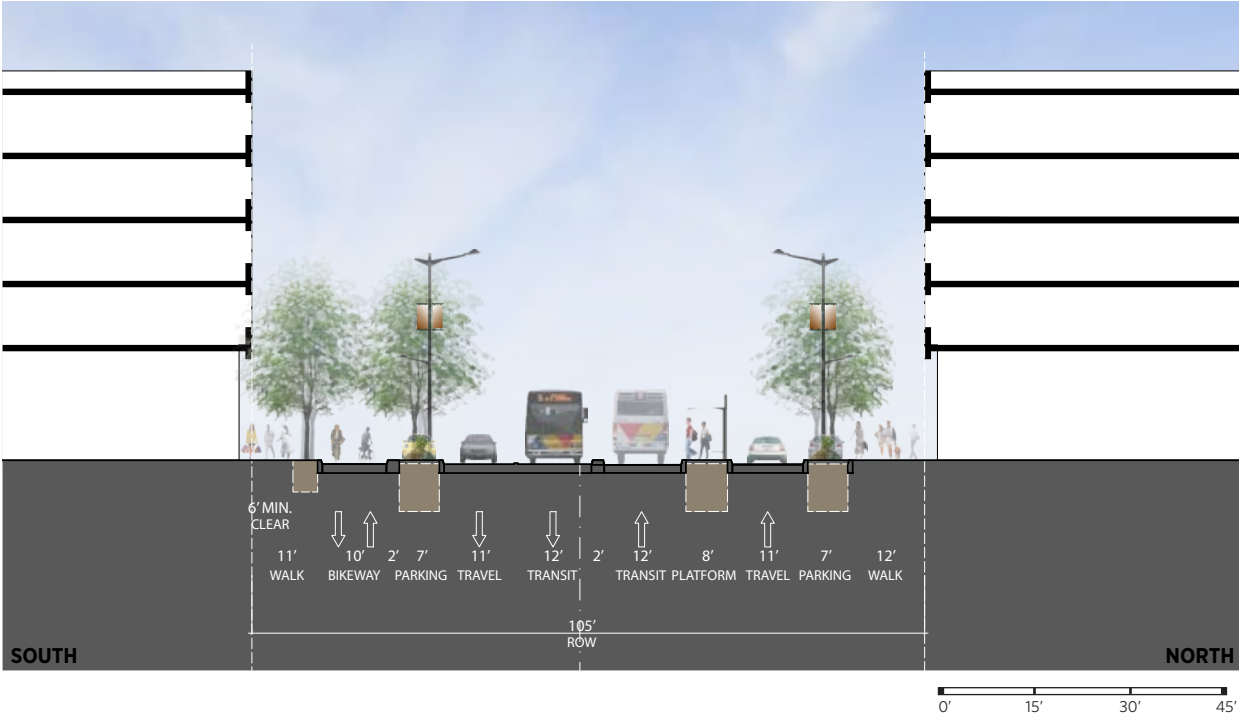 6’ MIN.
CLEAR
11’ 10’ 2’ 7’ 11’ 12’ 2’ 12’ 8’ 11’ 7’ 12’
WALK BIKEWAY PARKING TRAVEL TRANSIT TRANSIT PLATFORM TRAVEL PARKING WALK
105’
ROW
SOUTH NORTH
0’ 15’ 30’ 45’